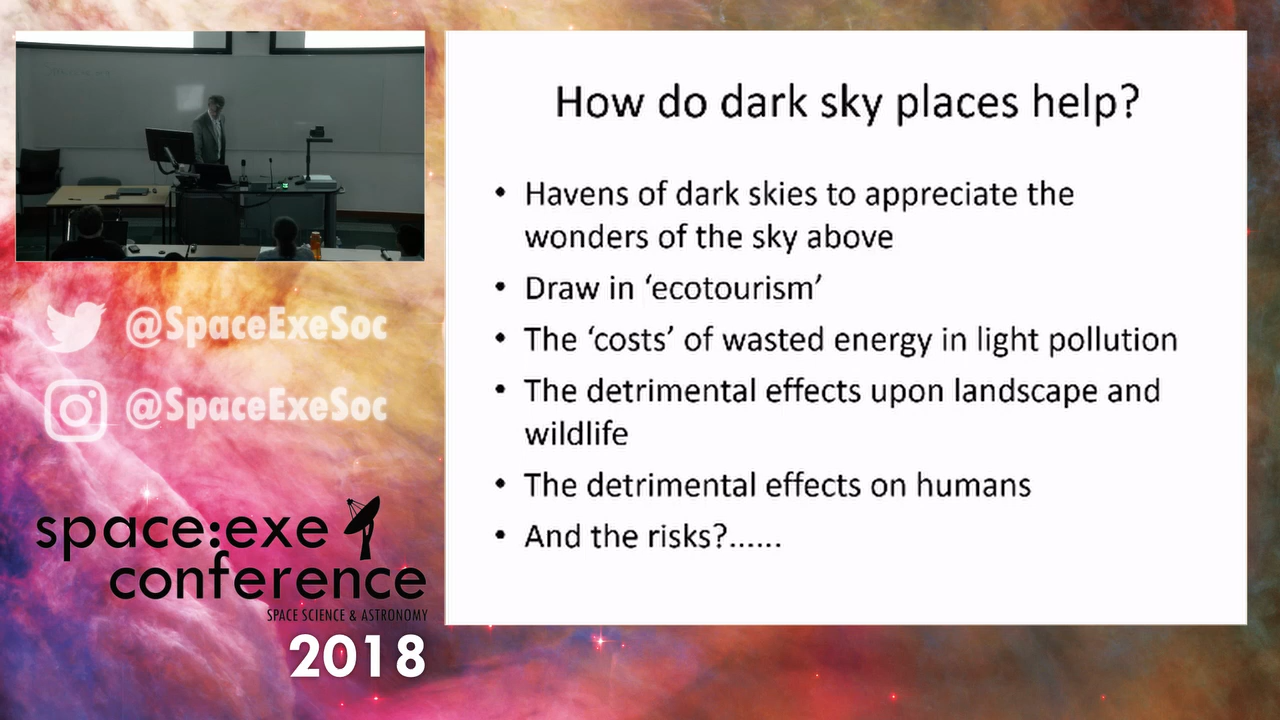 How do dark sky places help?
• Havens of dark skies to appreciate the
wonders of the sky above
• Draw in ‘ecotourism’
• The ‘costs’ of wasted energy in light pollution
• The detrimental effects upon landscape and
wildlife
• The detrimental effects on humans
• And the risks?......
@SpaceExeSoc
@SpaceExeSoc
space:exe
conference
SPACE SCIENCE & ASTRONOMY
2018